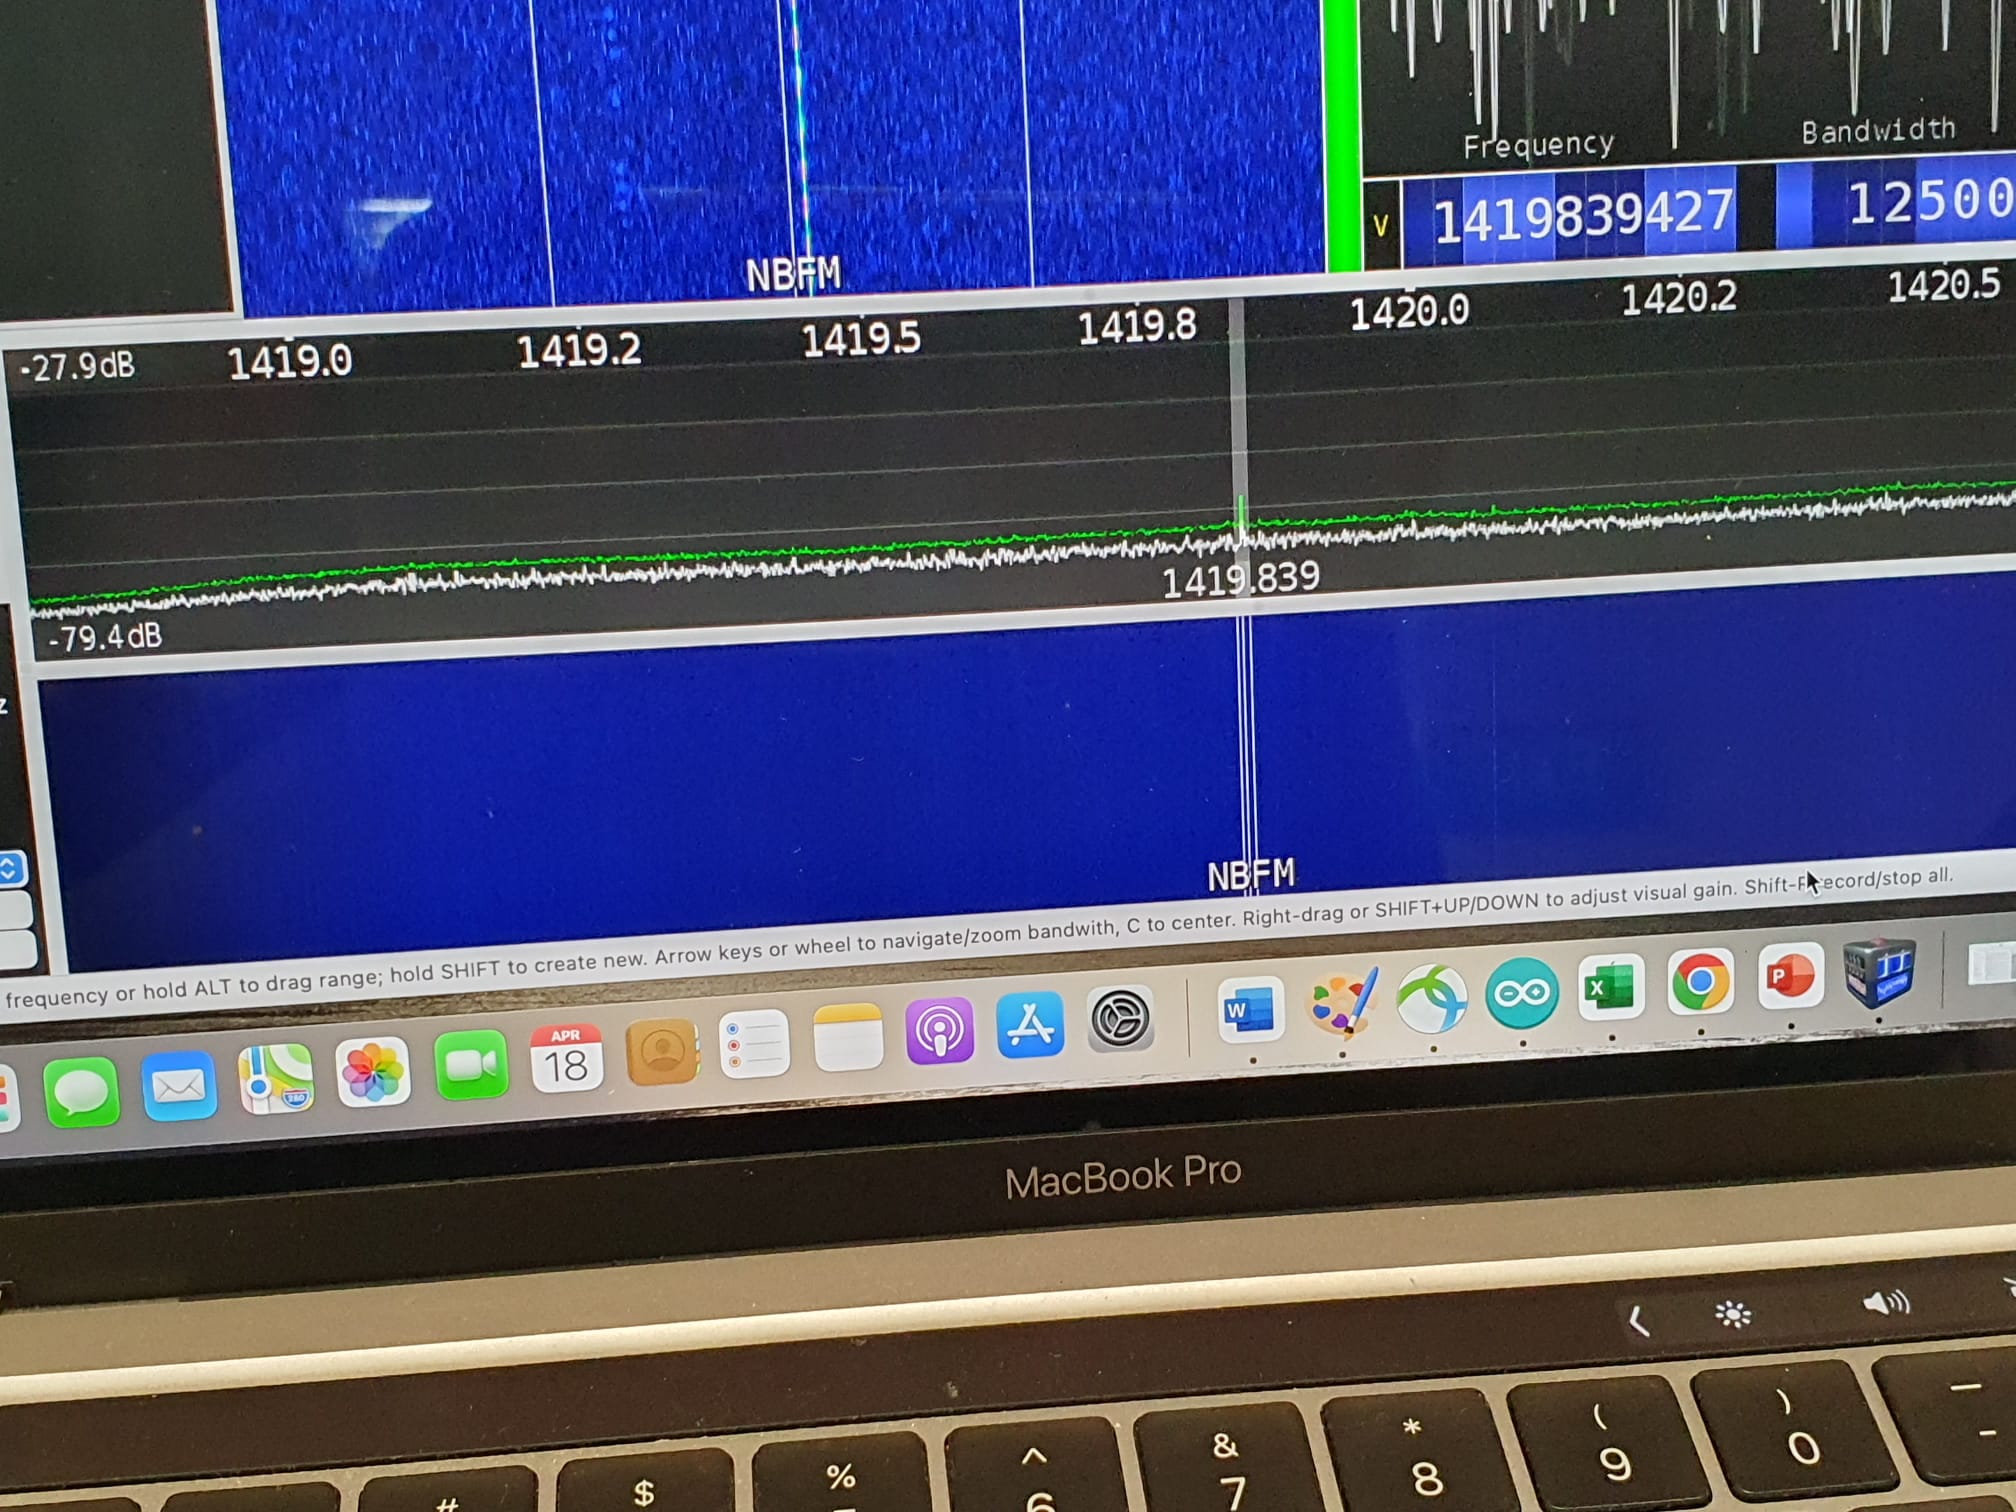 Frequency
Bandwidth
V
1419839427
12500
NBFM
-27.9dB
1419.0
1419.2
1419.5
1419.8
1420.0
1420.2
1420.5
1419.839
-79.4dB
z
NBFM
frequency or hold ALT to drag range; hold SHIFT to create new. Arrow keys or wheel to navigate/zoom bandwith, C to center. Right-drag or SHIFT+UP/DOWN to adjust visual gain. Shift- ecord/stop all.
APR
18
280
W
X
P
MacBook Pro
# $ % ^ & * ( ) —
6 7 8 9 0 -